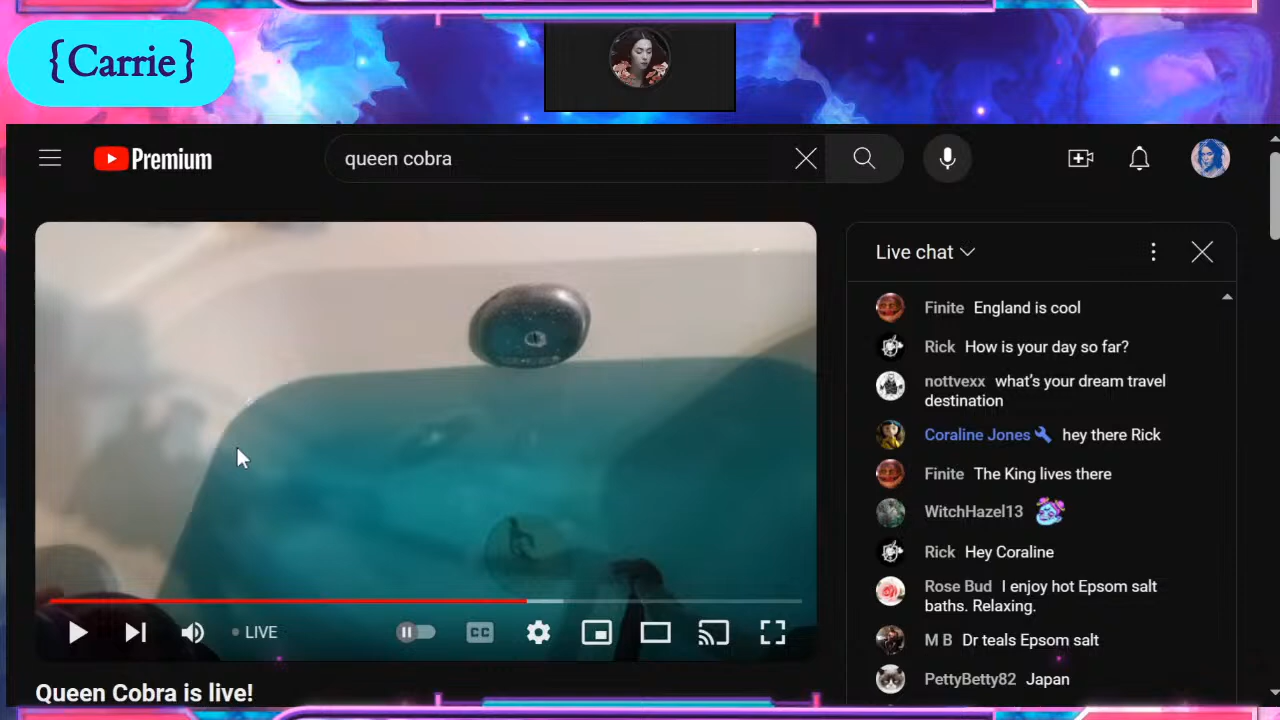 {Carrie}
Premium
queen cobra
Live chat
Finite England is cool
Rick How is your day so far?
nottvexx what's your dream travel
destination
Coraline Jones hey there Rick
Finite The King lives there
WitchHazel13
Rick Hey Coraline
Rose Bud I enjoy hot Epsom salt
baths. Relaxing.
M B Dr teals Epsom salt
PettyBetty82 Japan
LIVE
CC
Queen Cobra is live!